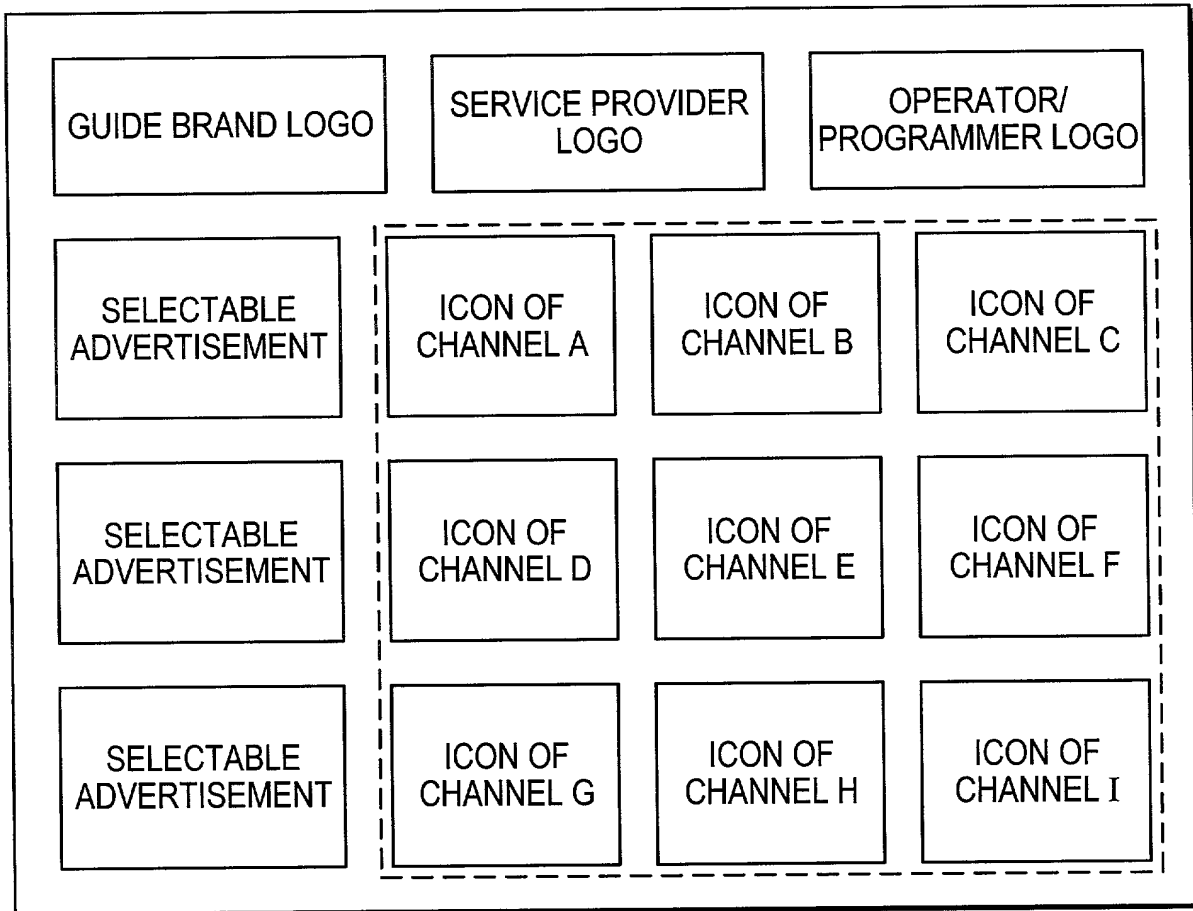 GUIDE BRAND LOGO
SERVICE PROVIDER
LOGO
OPERATOR/
PROGRAMMER LOGO
SELECTABLE
ADVERTISEMENT
ICON OF
CHANNEL A
ICON OF
CHANNEL B
ICON OF
CHANNEL C
SELECTABLE
ADVERTISEMENT
ICON OF
CHANNEL D
ICON OF
CHANNEL E
ICON OF
CHANNEL F
SELECTABLE
ADVERTISEMENT
ICON OF
CHANNEL G
ICON OF
CHANNEL H
ICON OF
CHANNEL I